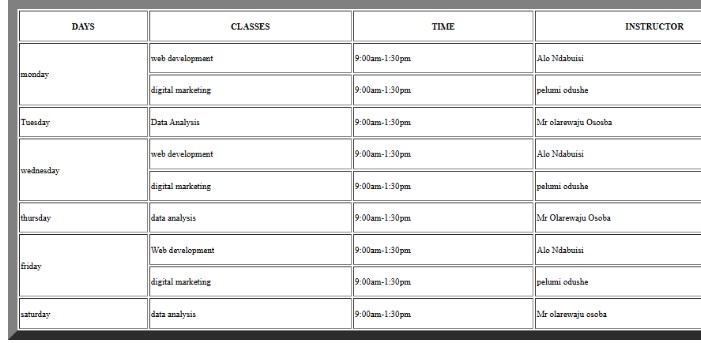 DAYS CLASSES TIME INSTRUCTOR
monday web development 9:00am-1:30pm Alo Ndabuisi
digital marketing 9:00am-1:30pm pelumi odushe
Tuesday Data Analysis 9:00am-1:30pm Mr olarewaju Ososba
wednesday web development 9:00am-1:30pm Alo Ndabuisi
digital marketing 9:00am-1:30pm pelumi odushe
thursday data analysis 9:00am-1:30pm Mr Olarewaju Osoba
friday Web development 9:00am-1:30pm Alo Ndabuisi
digital marketing 9:00am-1:30pm pelumi odushe
saturday data analysis 9:00am-1:30pm Mr olarewaju osoba